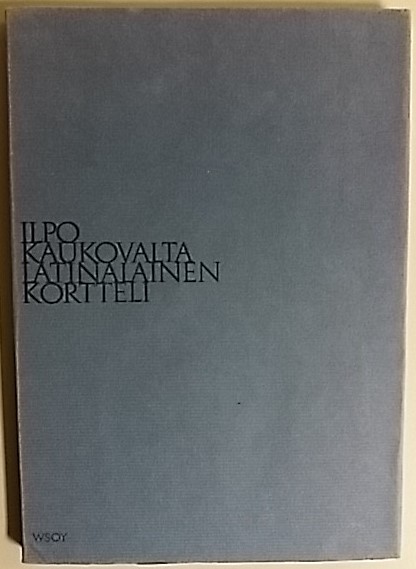 ILPO
KAUKOVALTA
LATINALAINEN
KORTTELI
WSOY